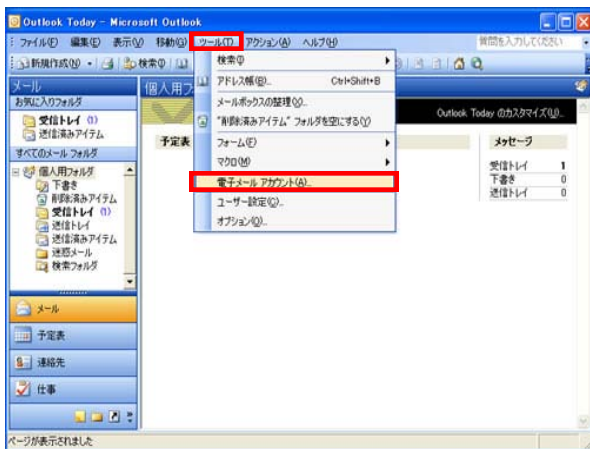 Outlook Today - Microsoft Outlook
ファイル(F) 編集(E) 表示(V) 移動(G) ツール(T) アクション(A) ヘルプ(H) 質問を入力してください
新規作成(N) 検索(I)
メール
お気に入りフォルダ
受信トレイ (1)
送信済みアイテム
すべてのメール フォルダ
個人用フォルダ
下書き
削除済みアイテム
受信トレイ (1)
送信トレイ
送信済みアイテム
迷惑メール
検索フォルダ
メール
予定表
連絡先
仕事
ページが表示されました
個人用フ
予定表
検索(I)
アドレス帳(B)... Ctrl+Shift+B
メールボックスの整理(X)...
"削除済みアイテム" フォルダを空にする(Y)
フォーム(F)
マクロ(M)
電子メール アカウント(A)...
ユーザー設定(C)...
オプション(O)...
Outlook Today のカスタマイズ(U)...
メッセージ
受信トレイ 1
下書き 0
送信トレイ 0